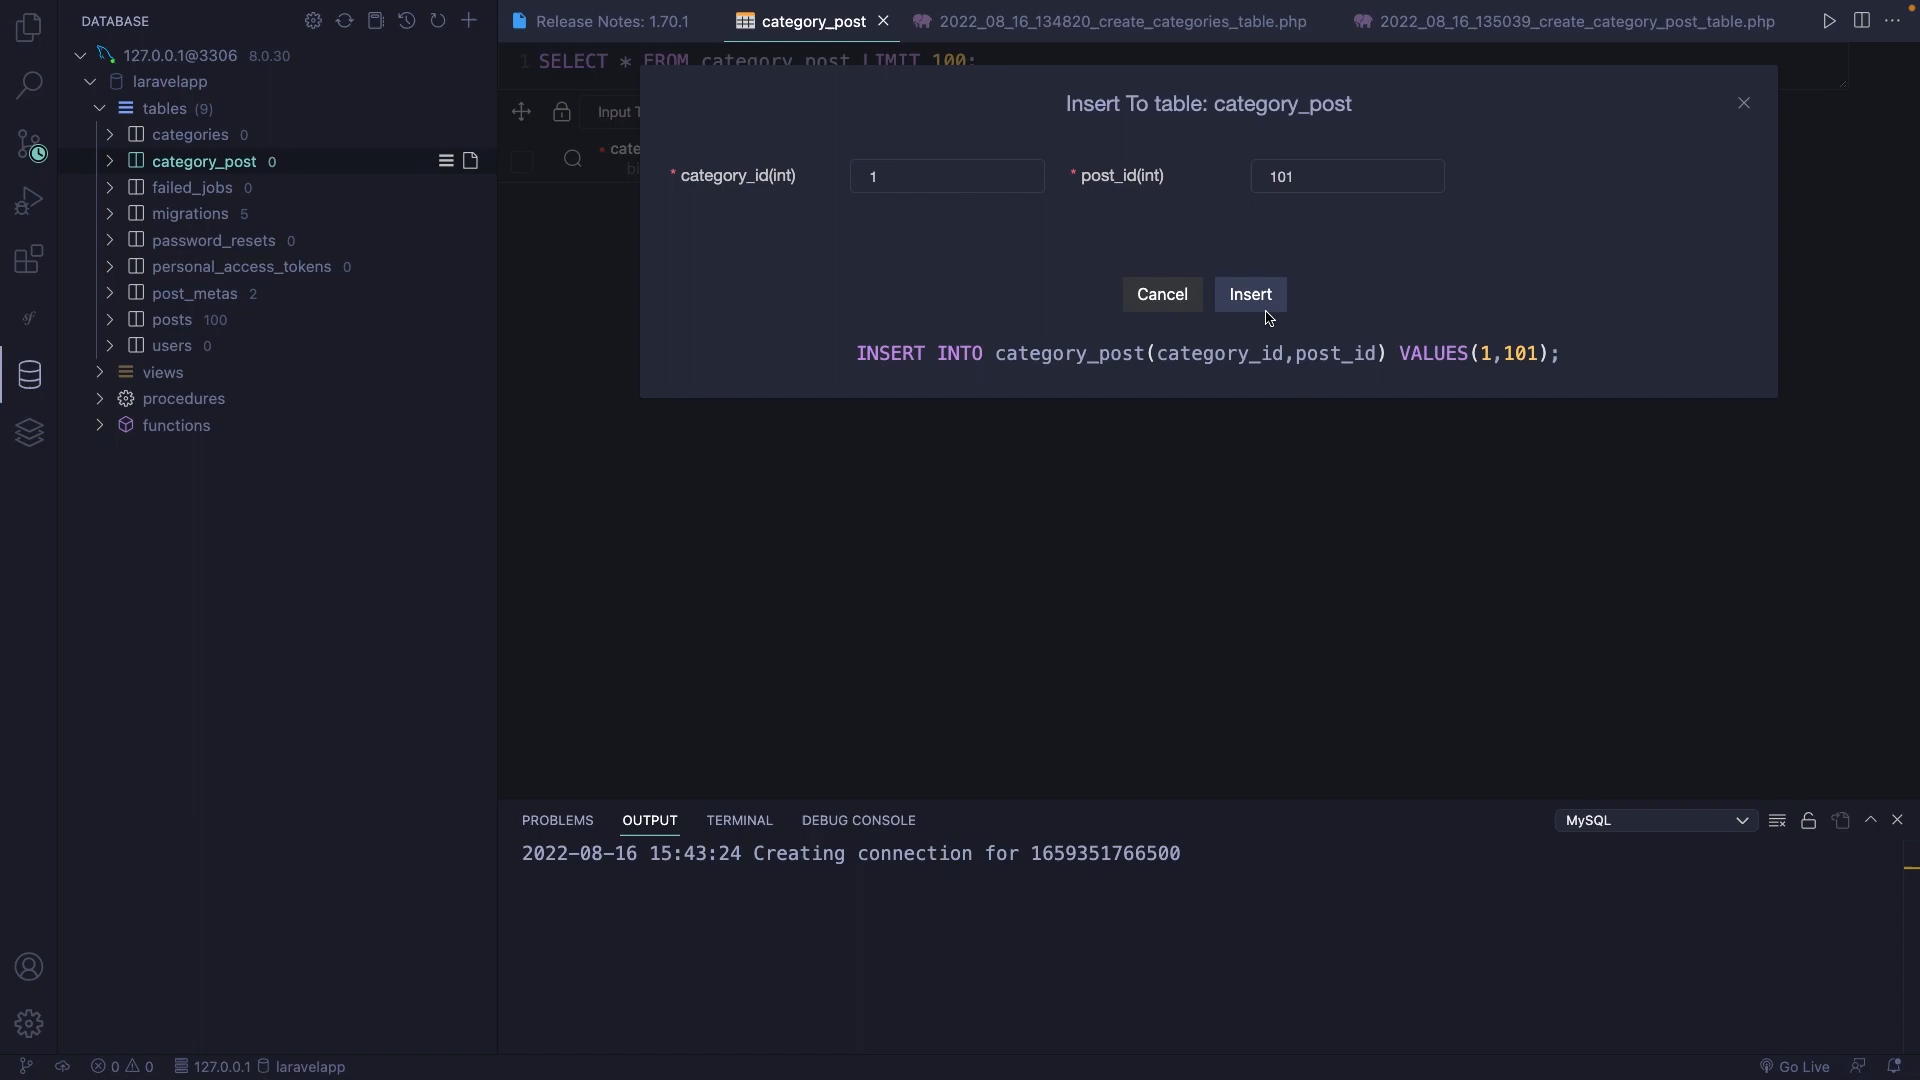 DATABASE
127.0.0.1@3306 8.0.30
laravelapp
tables (9)
categories 0
category_post 0
failed_jobs 0
migrations 5
password_resets 0
personal_access_tokens 0
post_metas 2
posts 100
users 0
views
procedures
functions
Release Notes: 1.70.1
category_post
2022_08_16_134820_create_categories_table.php
2022_08_16_135039_create_category_post_table.php
1 SELECT * FROM category_post LIMIT 100;
Input T
* cate
bi
Insert To table: category_post
* category_id(int) 1 * post_id(int) 101
Cancel Insert
INSERT INTO category_post(category_id,post_id) VALUES(1,101);
PROBLEMS OUTPUT TERMINAL DEBUG CONSOLE MySQL
2022-08-16 15:43:24 Creating connection for 1659351766500
0 0 127.0.0.1 laravelapp Go Live